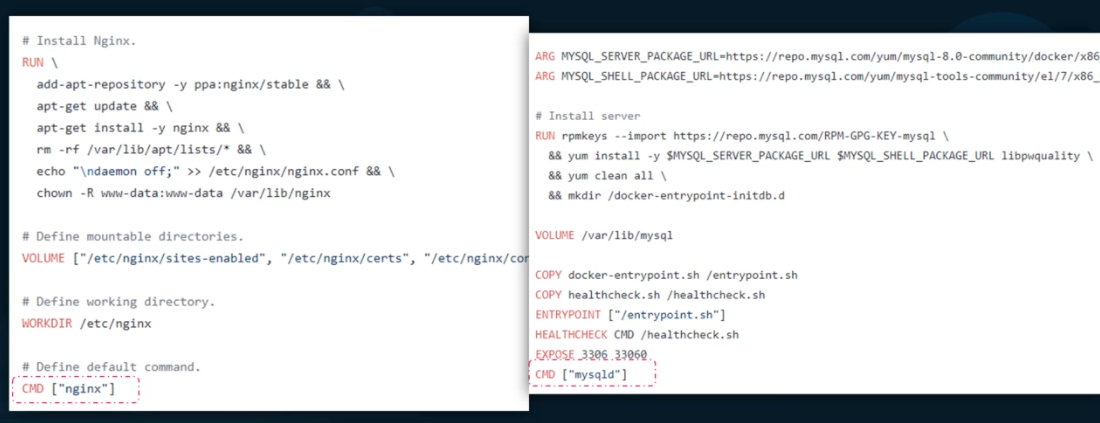 # Install Nginx.
RUN \
  add-apt-repository -y ppa:nginx/stable && \
  apt-get update && \
  apt-get install -y nginx && \
  rm -rf /var/lib/apt/lists/* && \
  echo "\ndaemon off;" >> /etc/nginx/nginx.conf && \
  chown -R www-data:www-data /var/lib/nginx
# Define mountable directories.
VOLUME ["/etc/nginx/sites-enabled", "/etc/nginx/certs", "/etc/nginx/con
# Define working directory.
WORKDIR /etc/nginx
# Define default command.
CMD ["nginx"]
ARG MYSQL_SERVER_PACKAGE_URL=https://repo.mysql.com/yum/mysql-8.0-community/docker/x86_
ARG MYSQL_SHELL_PACKAGE_URL=https://repo.mysql.com/yum/mysql-tools-community/el/7/x86_
# Install server
RUN rpmkeys --import https://repo.mysql.com/RPM-GPG-KEY-mysql \
  && yum install -y $MYSQL_SERVER_PACKAGE_URL $MYSQL_SHELL_PACKAGE_URL libpwquality \
  && yum clean all \
  && mkdir /docker-entrypoint-initdb.d
VOLUME /var/lib/mysql
COPY docker-entrypoint.sh /entrypoint.sh
COPY healthcheck.sh /healthcheck.sh
ENTRYPOINT ["/entrypoint.sh"]
HEALTHCHECK CMD /healthcheck.sh
EXPOSE 3306 33060
CMD ["mysqld"]